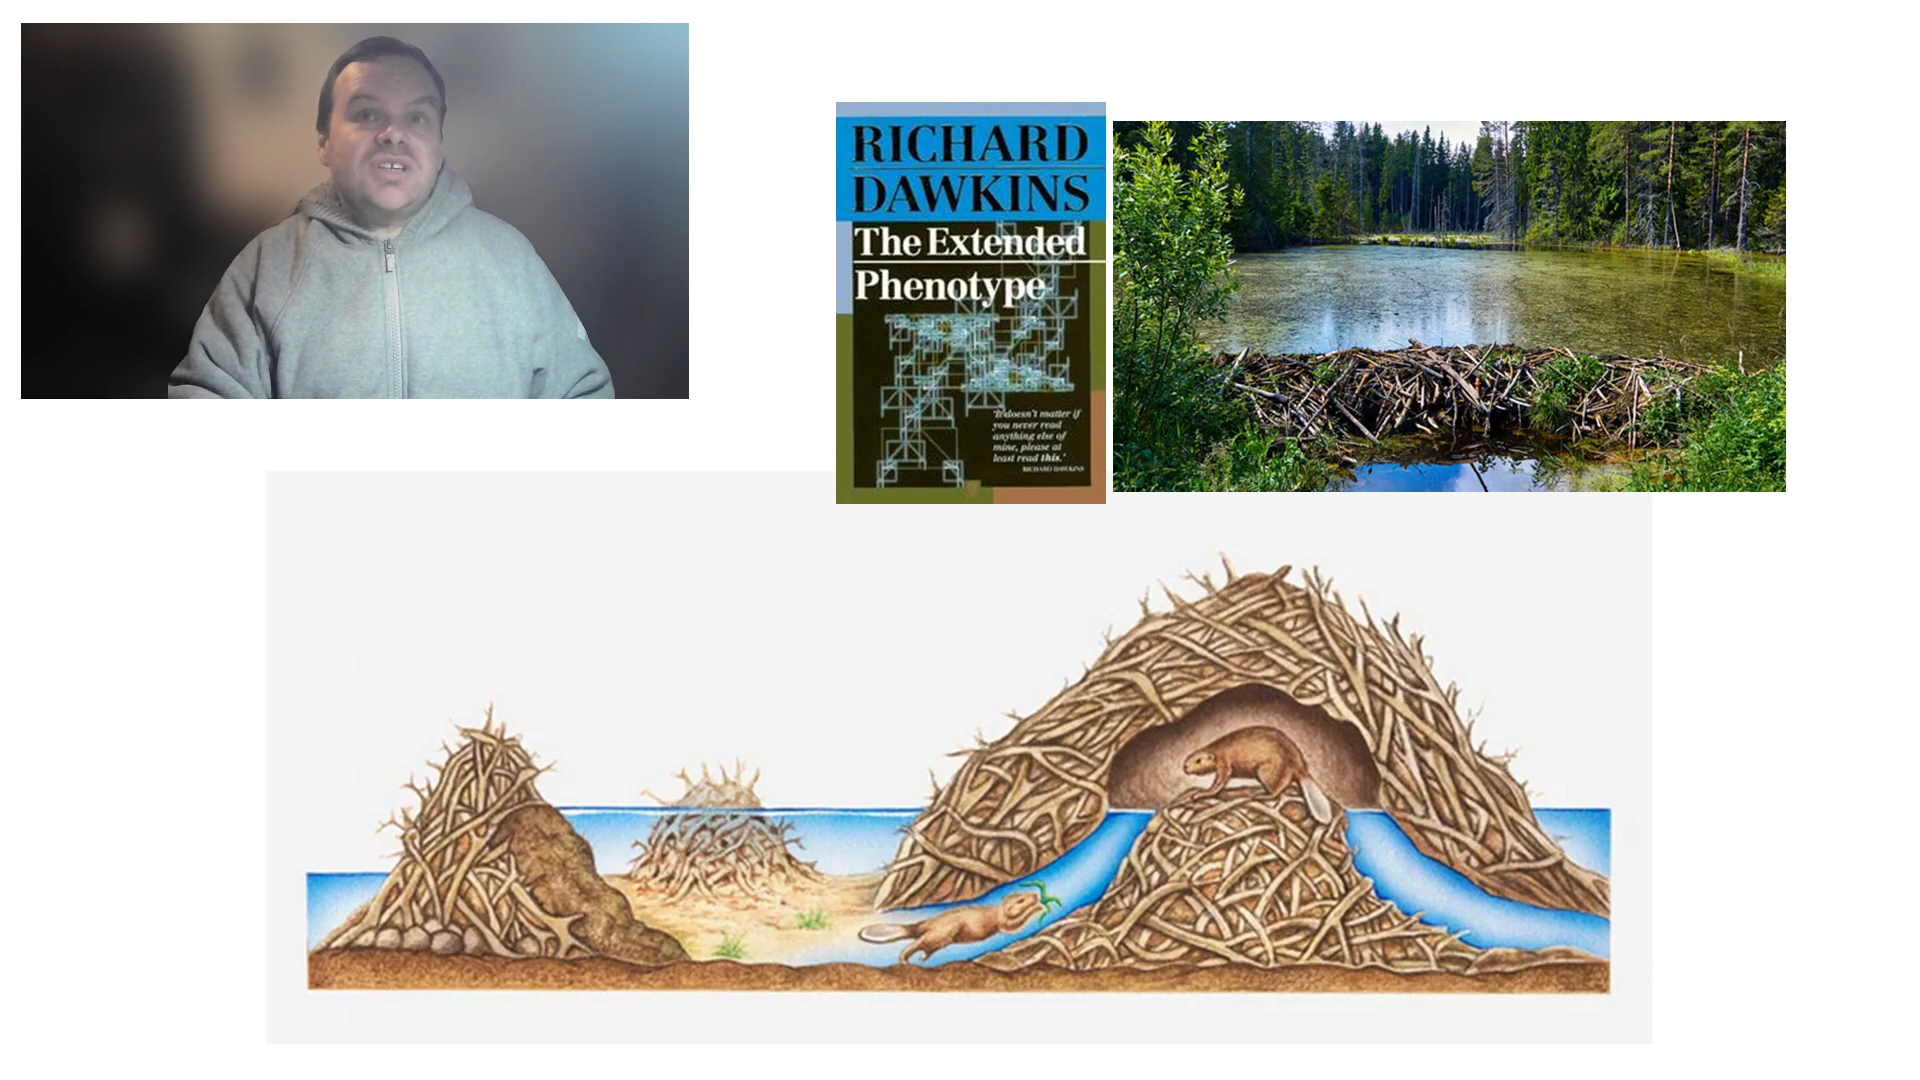 RICHARD
DAWKINS
The Extended
Phenotype
'It doesn't matter if
you never read
anything else of
mine, please at
least read this.'
RICHARD DAWKINS